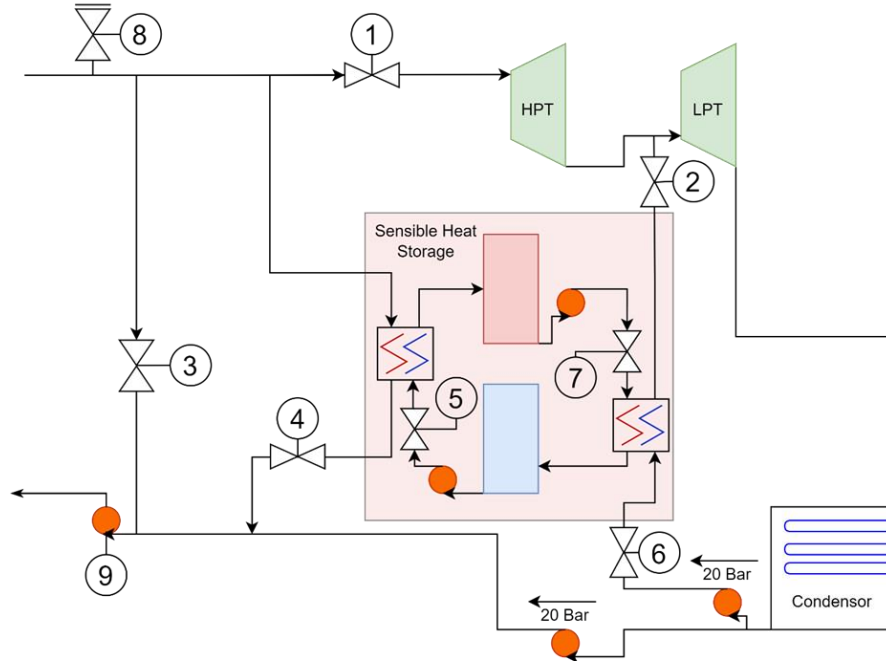 8
1
HPT
LPT
2
Sensible Heat
Storage
3
7
5
4
6
20 Bar
9
Condensor
20 Bar